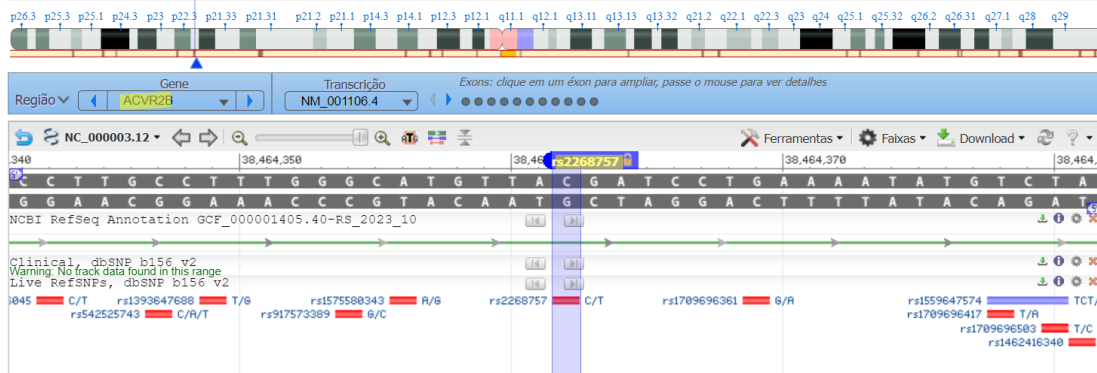 p26.3 p25.3 p25.1 p24.3 p23 p22.3 p21.33 p21.31 p21.2 p21.1 p14.3 p14.1 p12.3 p12.1 q11.1 q12.1 q13.11 q13.13 q13.32 q21.2 q22.1 q22.3 q23 q24 q25.1 q25.32 q26.2 q26.31 q27.1 q28 q29
Gene Transcrição Exons: clique em um éxon para ampliar, passe o mouse para ver detalhes
Região ACVR2B NM_001106.4
NC_000003.12 ATG Ferramentas Faixas Download ?
.340 38,464,350 38,46 rs2268757 38,464,370 38,464,
C C T T G C C T T T G G G C A T G T T A C G A T C C T G A A A A T A T G T C T A
G G A A C G G A A A C C C G T A C A A T G C T A G G A C T T T T A T A C A G A T
NCBI RefSeq Annotation GCF_000001405.40-RS_2023_10
Clinical, dbSNP b156 v2
Warning: No track data found in this range
Live RefSNPs, dbSNP b156 v2
6045 C/T rs1393647688 T/G rs1575580343 A/G rs2268757 C/T rs1709696361 G/A rs1559647574 TCT/
rs542525743 C/A/T rs917573389 G/C rs1709696417 T/A
rs1709696503 T/C
rs1462416340